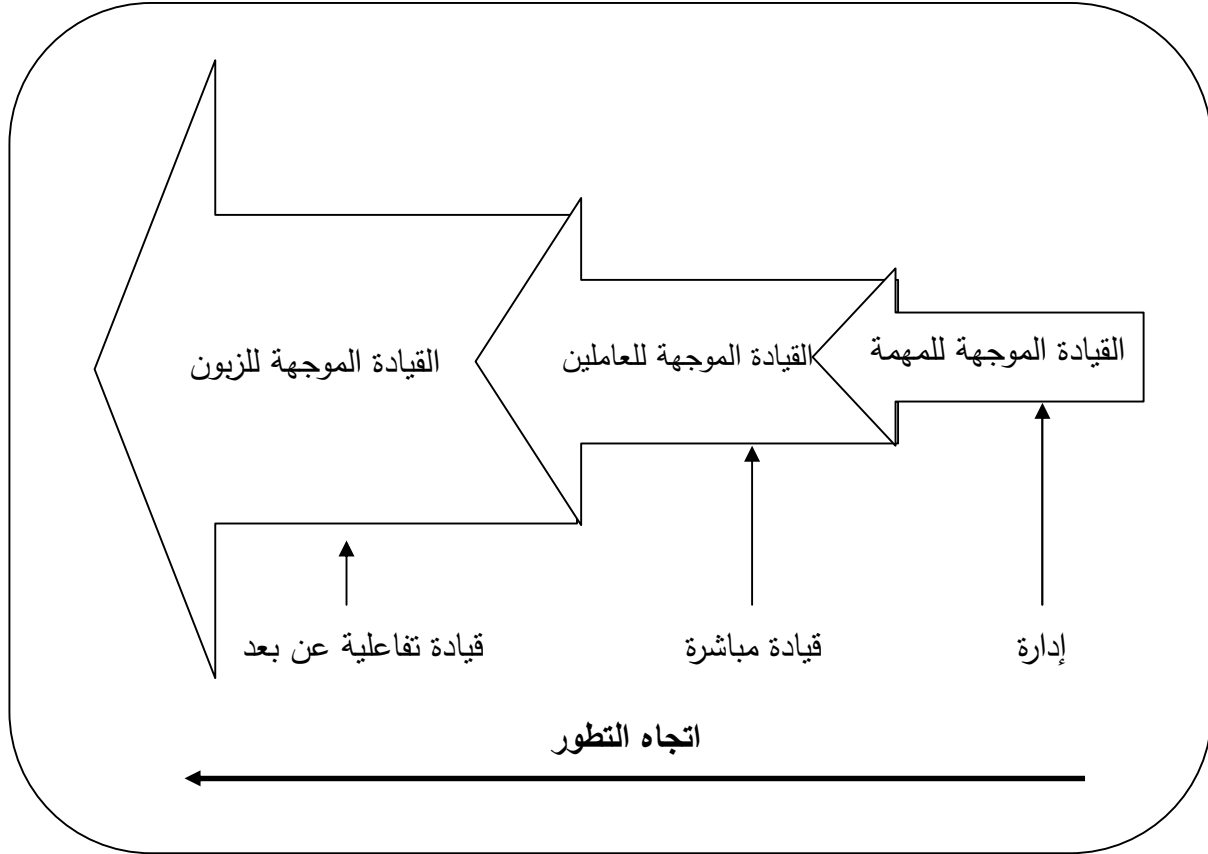 القيادة الموجهة للمهمة
القيادة الموجهة للعاملين
القيادة الموجهة للزبون
إدارة
قيادة مباشرة
قيادة تفاعلية عن بعد
اتجاه التطور